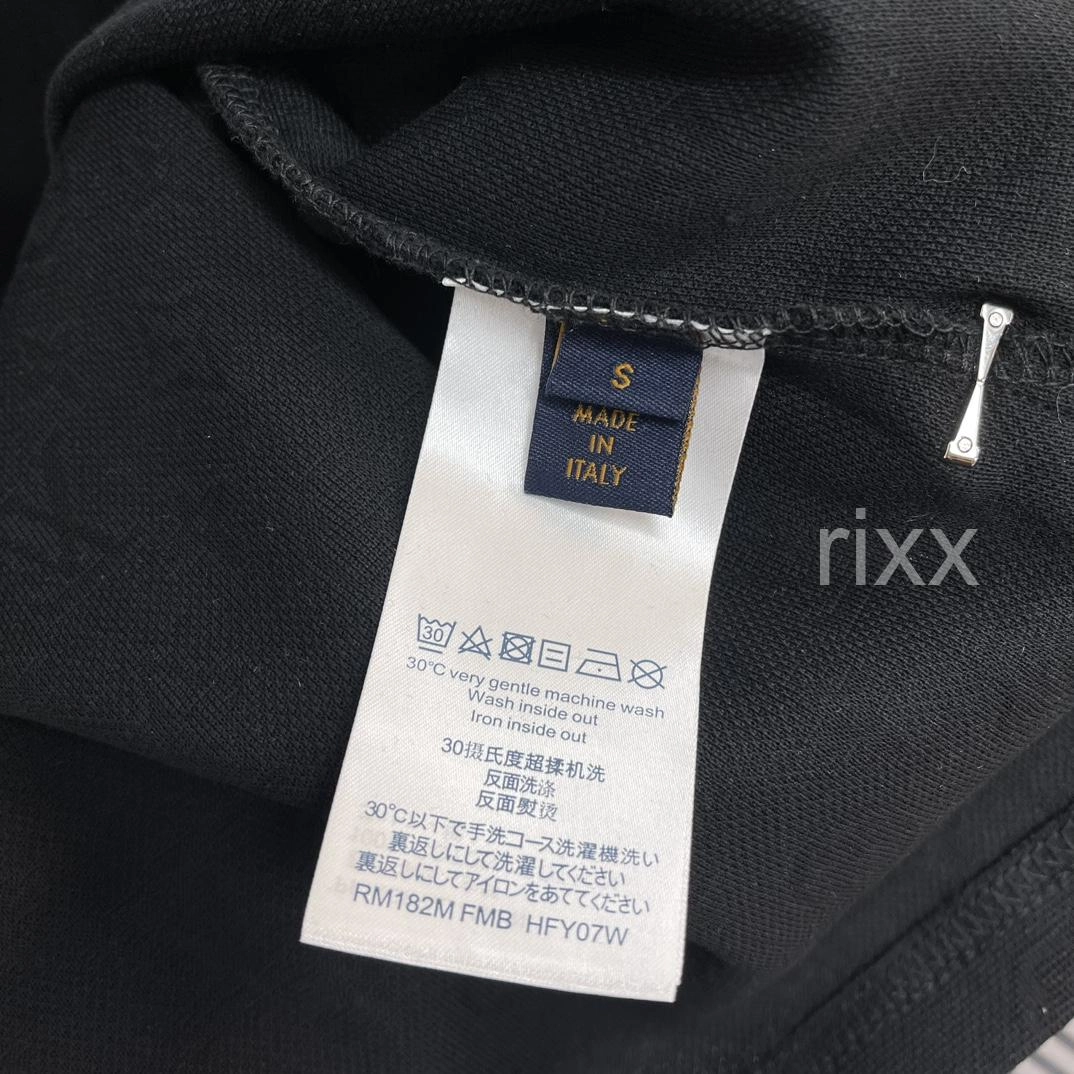 S
MADE
IN
ITALY
rixx
30
30°C very gentle machine wash
Wash inside out
Iron inside out
30摄氏度超揉机洗
反面洗涤
反面熨烫
30°C以下で手洗コース洗濯機洗い
裏返しにして洗濯してください
裏返しにしてアイロンをあててください
RM182M FMB HFY07W